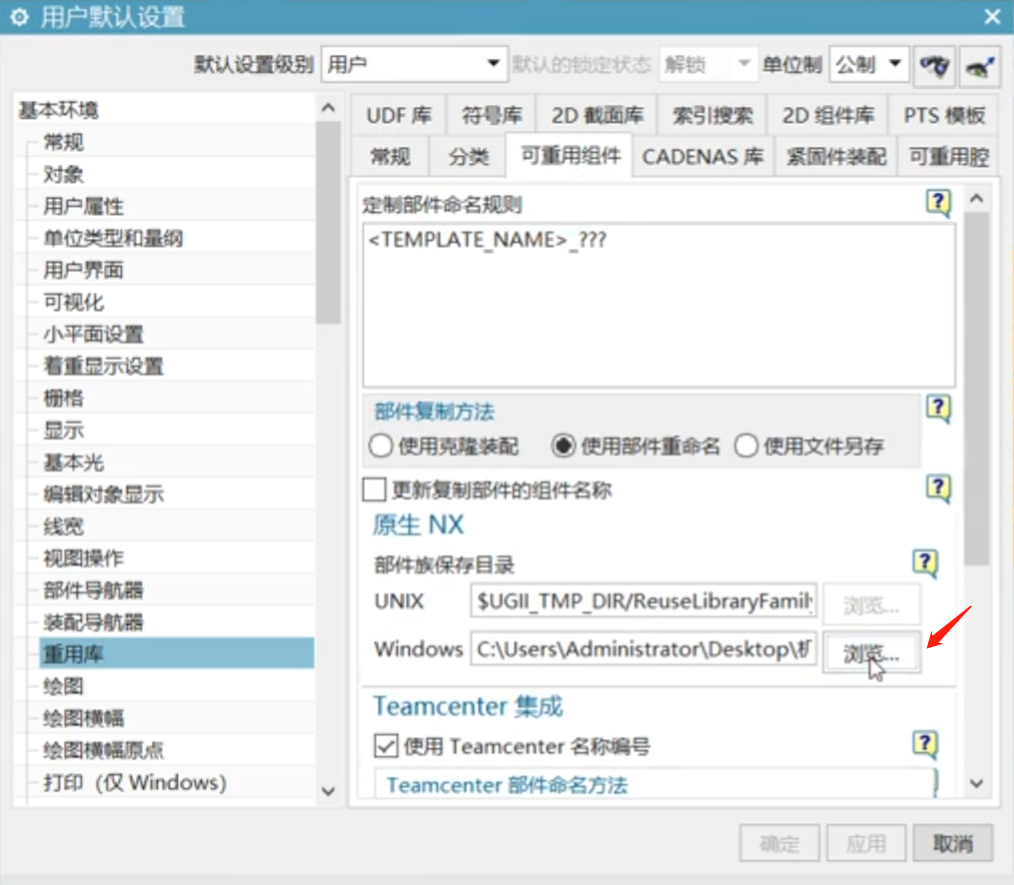 用户默认设置
默认设置级别 用户 默认的锁定状态 解锁 单位制 公制
基本环境
常规
对象
用户属性
单位类型和量纲
用户界面
可视化
小平面设置
着重显示设置
栅格
显示
基本光
编辑对象显示
线宽
视图操作
部件导航器
装配导航器
重用库
绘图
绘图横幅
绘图横幅原点
打印（仅 Windows）
UDF 库 符号库 2D 截面库 索引搜索 2D 组件库 PTS 模板
常规 分类 可重用组件 CADENAS 库 紧固件装配 可重用腔
定制部件命名规则
<TEMPLATE_NAME>_???
部件复制方法
使用克隆装配 使用部件重命名 使用文件另存
更新复制部件的组件名称
原生 NX
部件族保存目录
UNIX $UGII_TMP_DIR/ReuseLibraryFamily 浏览...
Windows C:\Users\Administrator\Desktop\ 浏览...
Teamcenter 集成
使用 Teamcenter 名称编号
Teamcenter 部件命名方法
确定 应用 取消